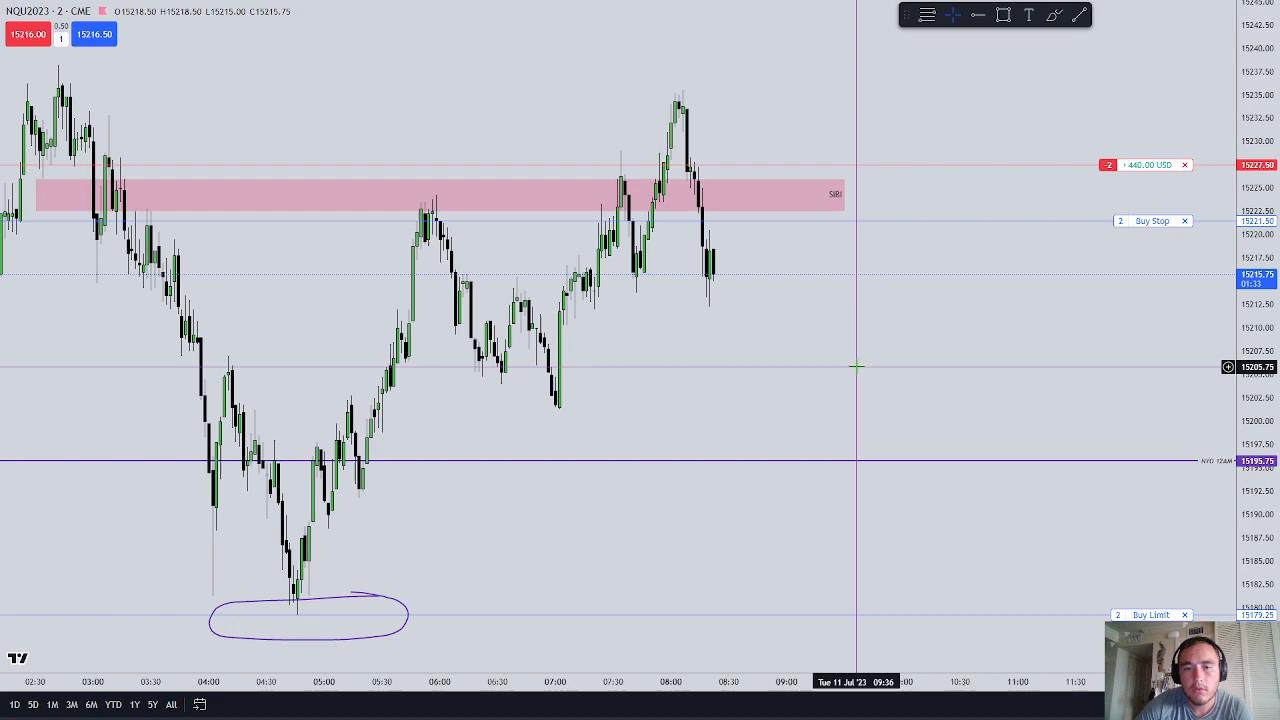 NQU2023 · 2 · CME O15218.50 H15218.50 L15215.00 C15215.75
15216.00 0.50 1 15216.50
T
15245.00
15242.50
15240.00
15237.50
15235.00
15232.50
15230.00
-2 +440.00 USD × 15227.50
15225.00
SIBI
15222.50
2 Buy Stop × 15221.50
15220.00
15217.50
15215.75
01:33
15212.50
15210.00
15207.50
15205.75
15202.50
15200.00
15197.50
NYO 12AM 15195.75
15195.00
15192.50
15190.00
15187.50
15185.00
15182.50
15180.00
2 Buy Limit × 15179.25
02:30 03:00 03:30 04:00 04:30 05:00 05:30 06:00 06:30 07:00 07:30 08:00 08:30 09:00 Tue 11 Jul '23 09:36 :00 10:30 11:00 11:30
1D 5D 1M 3M 6M YTD 1Y 5Y All